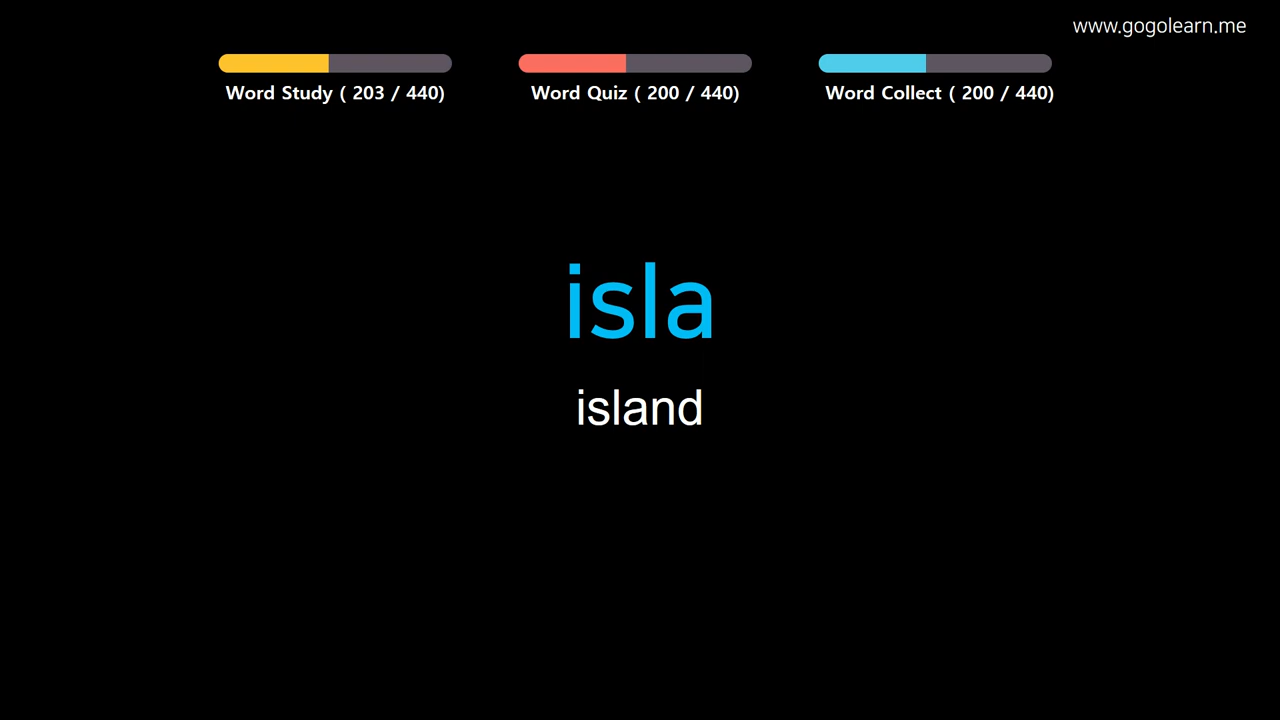 www.gogolearn.me
Word Study ( 203 / 440)
Word Quiz ( 200 / 440)
Word Collect ( 200 / 440)
isla
island